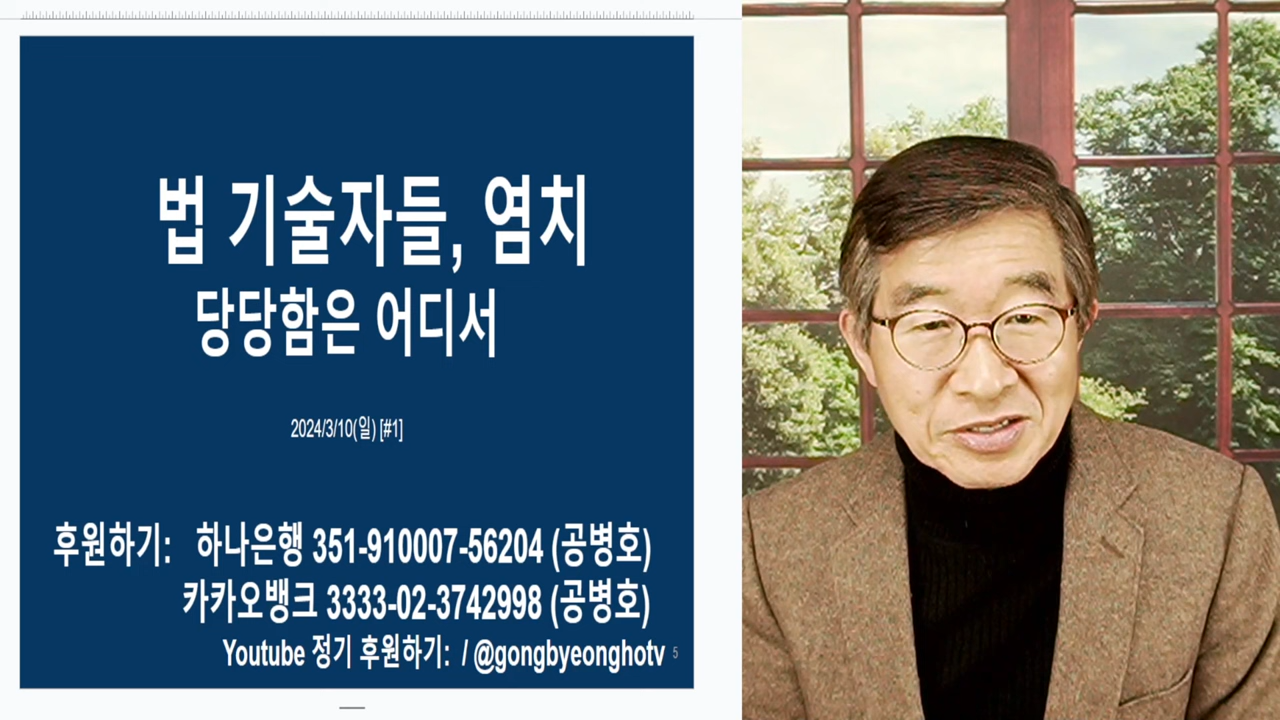 법 기술자들, 염치
당당함은 어디서
2024/3/10(일) [#1]
후원하기: 하나은행 351-910007-56204 (공병호)
카카오뱅크 3333-02-3742998 (공병호)
Youtube 정기 후원하기: / @gongbyeonghotv 5